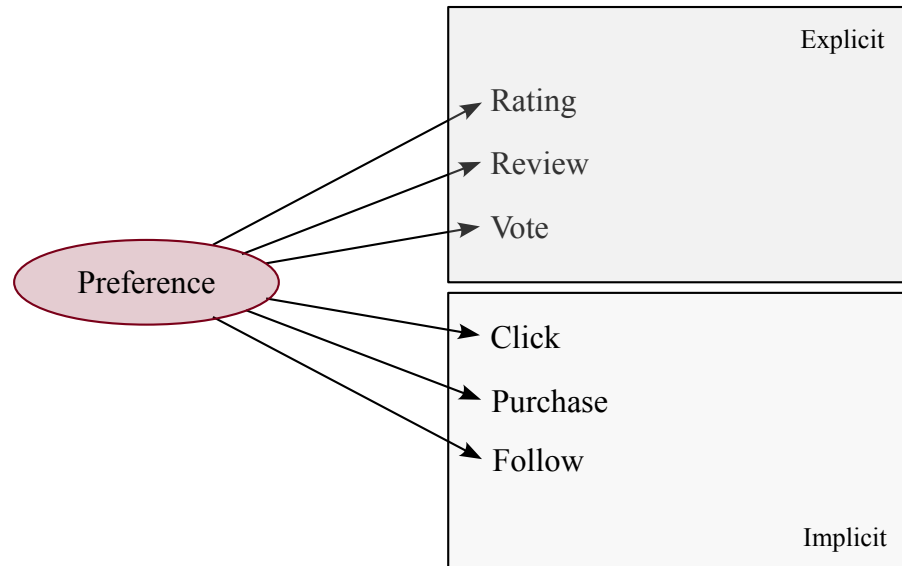 Explicit
Rating
Review
Vote
Preference
Click
Purchase
Follow
Implicit